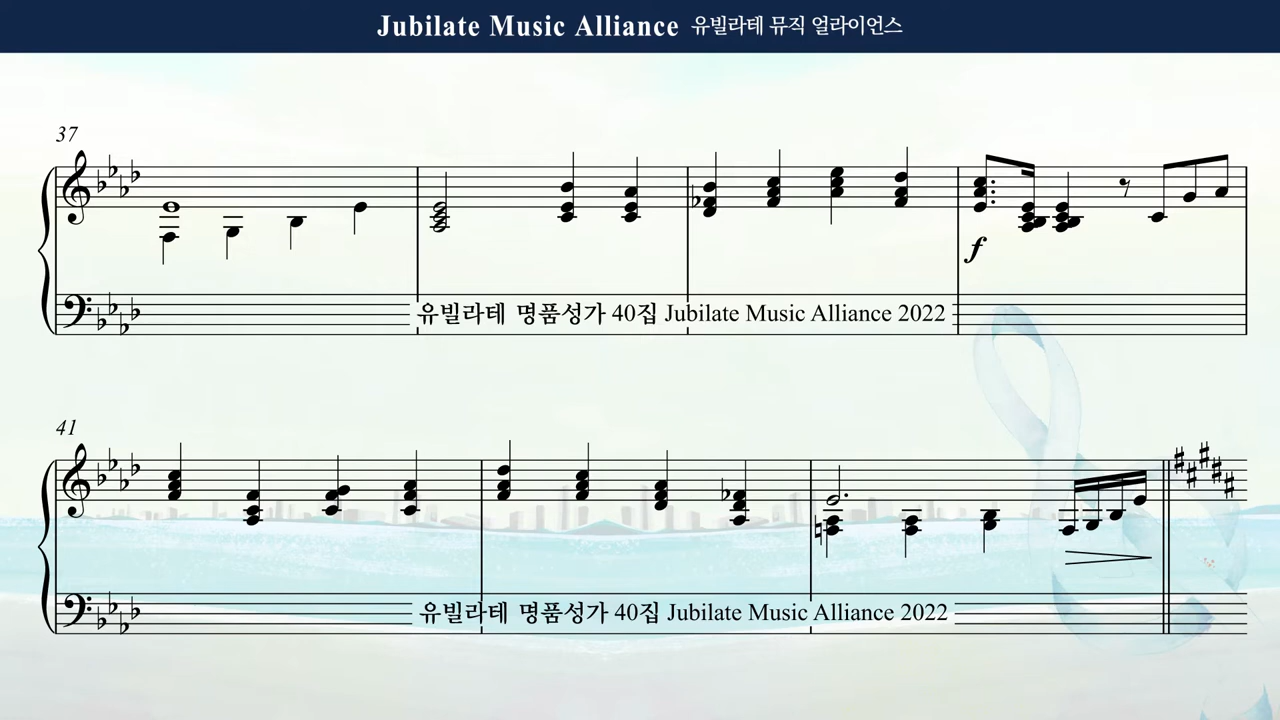 Jubilate Music Alliance 유빌라테 뮤직 얼라이언스
37
f
유빌라테 명품성가 40집 Jubilate Music Alliance 2022
41
유빌라테 명품성가 40집 Jubilate Music Alliance 2022